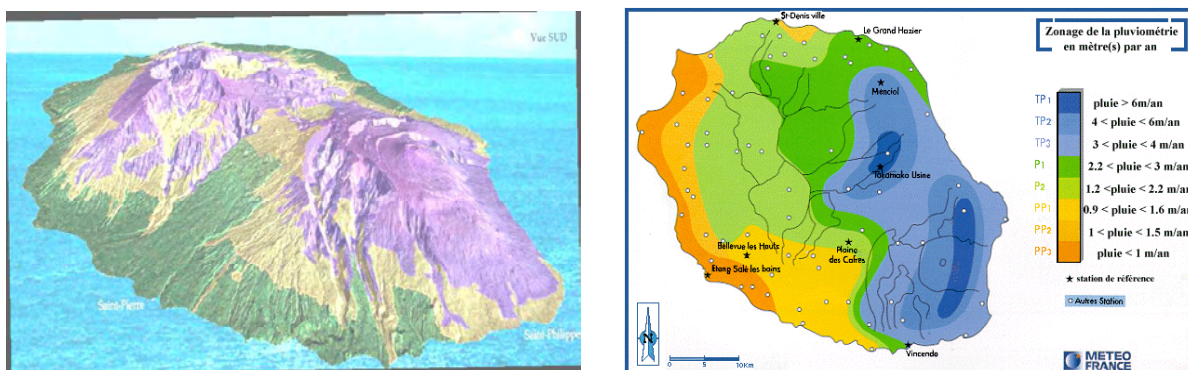 Vue SUD
Saint-Pierre
Saint-Philippe
St-Denis ville
Le Grand Hazier
Menciol
Takamaka Usine
Bellevue les Hauts
Plaine
des Cafres
Etang Salé les bains
Vincendo
N
0 5 10Km
Zonage de la pluviométrie
en mètre(s) par an
TP1 pluie > 6m/an
TP2 4 < pluie < 6m/an
TP3 3 < pluie < 4 m/an
P1 2.2 < pluie < 3 m/an
P2 1.2 <pluie < 2.2 m/an
PP1 0.9 < pluie < 1.6 m/an
PP2 1 < pluie < 1.5 m/an
PP3 pluie < 1 m/an
station de référence
Autres Station
METEO
FRANCE